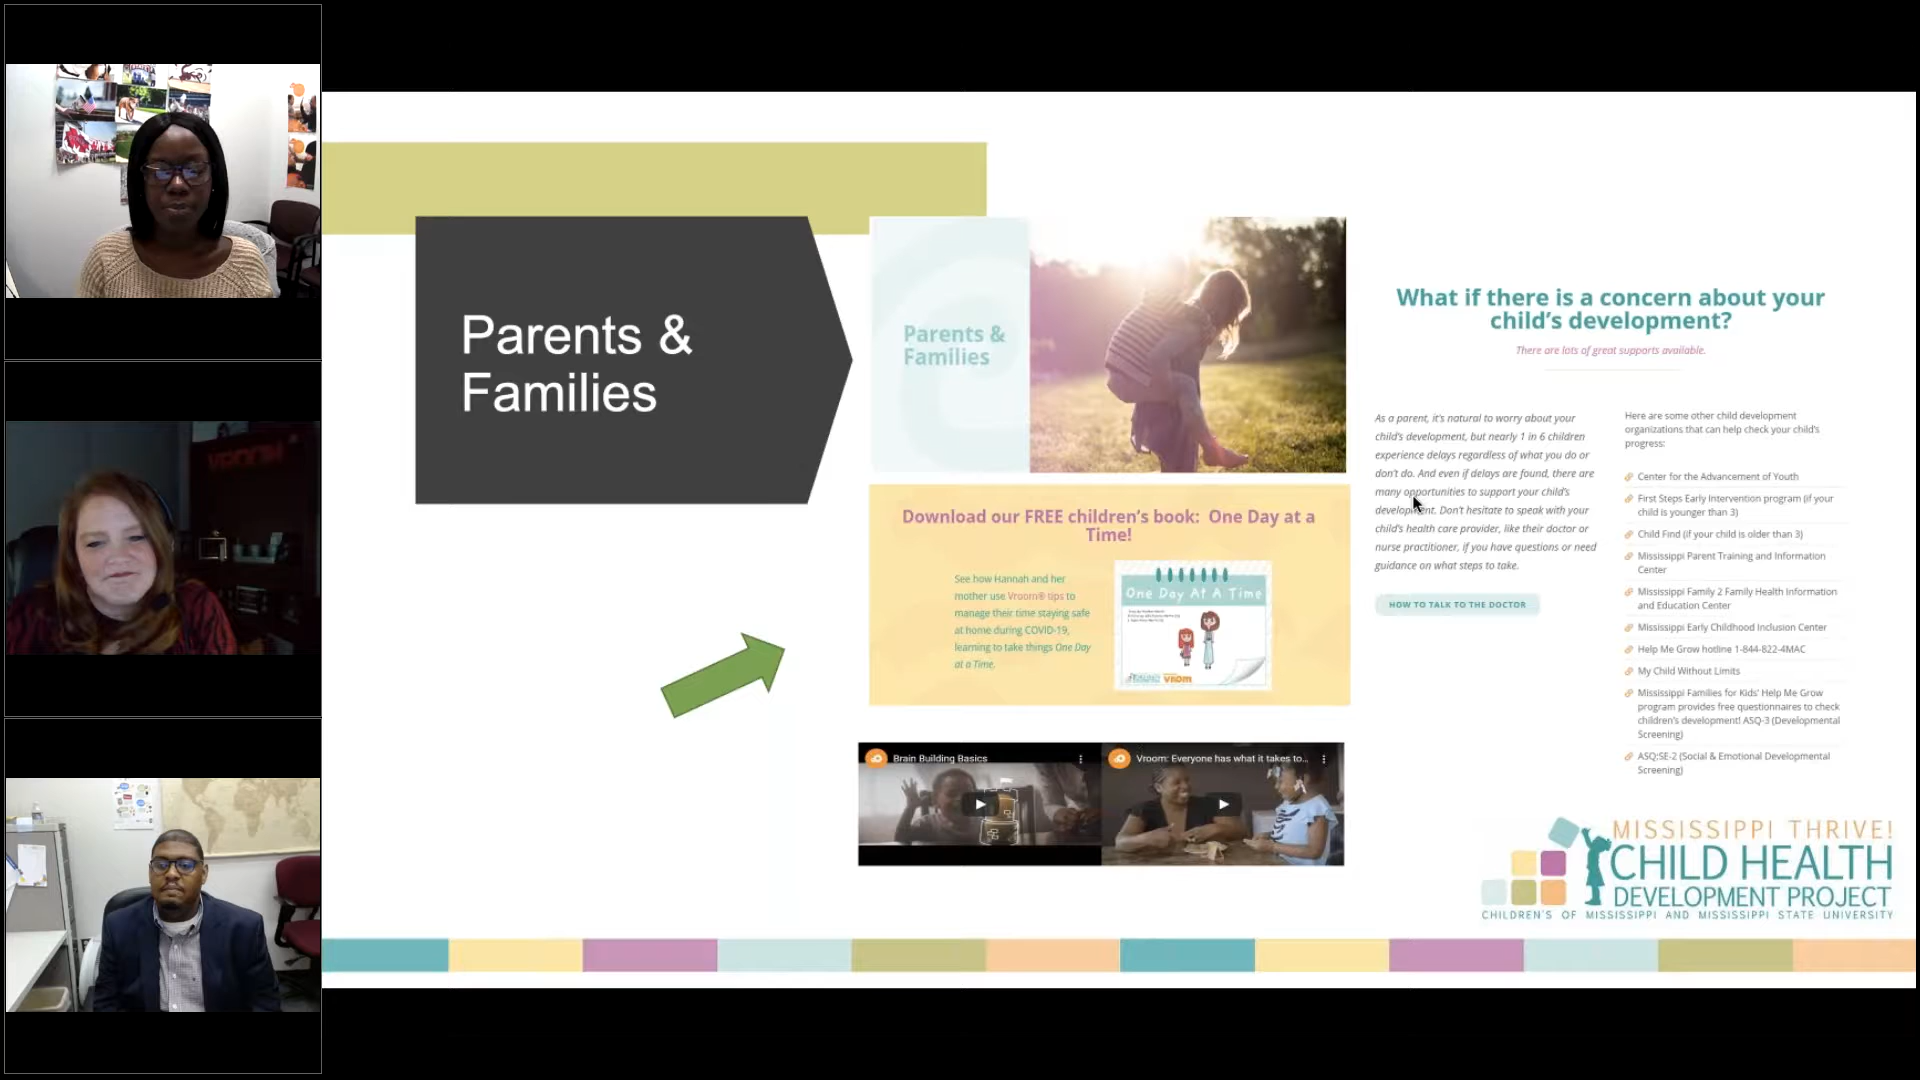 Parents &
Families
Parents &
Families
Download our FREE children's book: One Day at a
Time!
See how Hannah and her
mother use Vroom® tips to
manage their time staying safe
at home during COVID-19,
learning to take things One Day
at a Time.
One Day At A Time
vroom
Brain Building Basics
Vroom: Everyone has what it takes to...
What if there is a concern about your
child's development?
There are lots of great supports available.
As a parent, it's natural to worry about your
child's development, but nearly 1 in 6 children
experience delays regardless of what you do or
don't do. And even if delays are found, there are
many opportunities to support your child's
development. Don't hesitate to speak with your
child's health care provider, like their doctor or
nurse practitioner, if you have questions or need
guidance on what steps to take.
HOW TO TALK TO THE DOCTOR
Here are some other child development
organizations that can help check your child's
progress:
Center for the Advancement of Youth
First Steps Early Intervention program (if your
child is younger than 3)
Child Find (if your child is older than 3)
Mississippi Parent Training and Information
Center
Mississippi Family 2 Family Health Information
and Education Center
Mississippi Early Childhood Inclusion Center
Help Me Grow hotline 1-844-822-4MAC
My Child Without Limits
Mississippi Families for Kids' Help Me Grow
program provides free questionnaires to check
children's development! ASQ-3 (Developmental
Screening)
ASQ:SE-2 (Social & Emotional Developmental
Screening)
MISSISSIPPI THRIVE!
CHILD HEALTH
DEVELOPMENT PROJECT
CHILDREN'S OF MISSISSIPPI AND MISSISSIPPI STATE UNIVERSITY